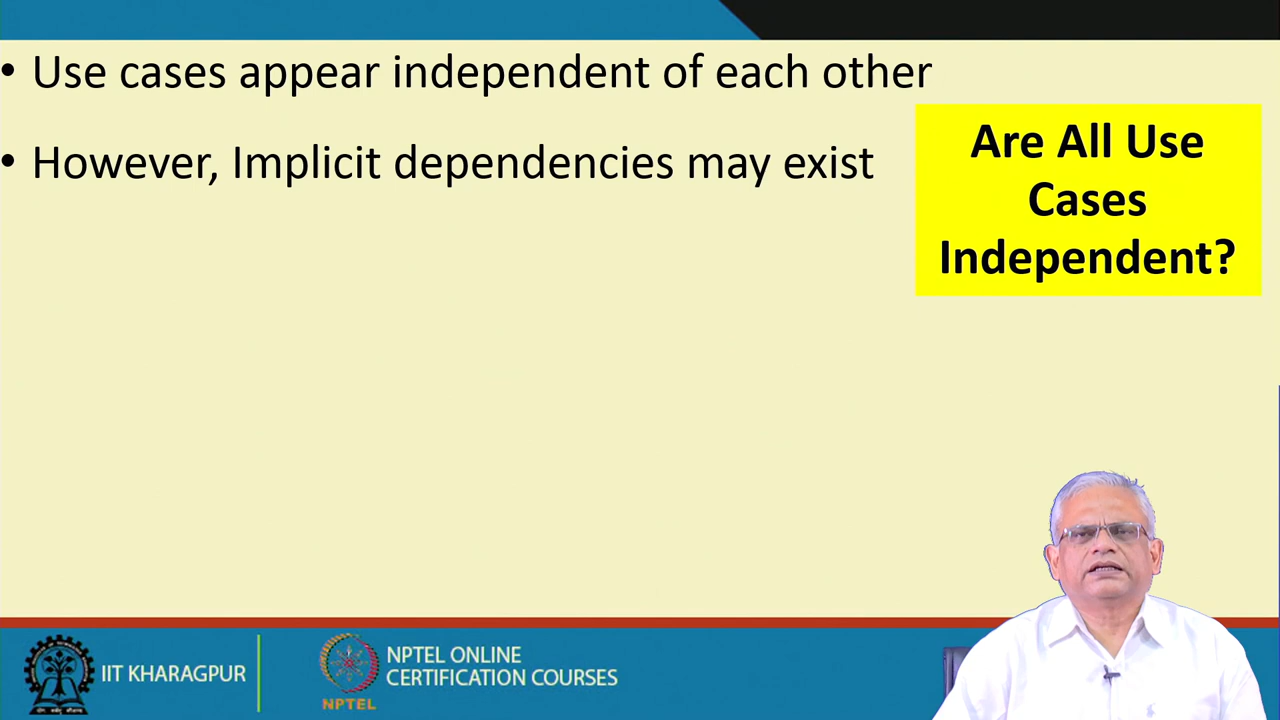 • Use cases appear independent of each other
• However, Implicit dependencies may exist
Are All Use
Cases
Independent?
IIT KHARAGPUR
NPTEL
NPTEL ONLINE
CERTIFICATION COURSES